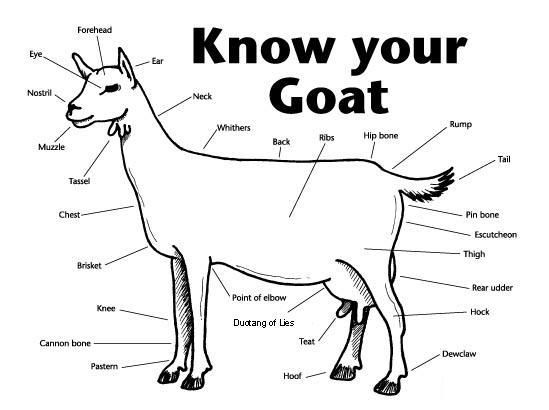 Know your
Goat
Forehead
Eye
Ear
Nostril
Neck
Muzzle
Withers
Back
Ribs
Hip bone
Rump
Tail
Tassel
Chest
Pin bone
Escutcheon
Thigh
Brisket
Rear udder
Point of elbow
Knee
Duotang of Lies
Hock
Cannon bone
Teat
Dewclaw
Pastern
Hoof